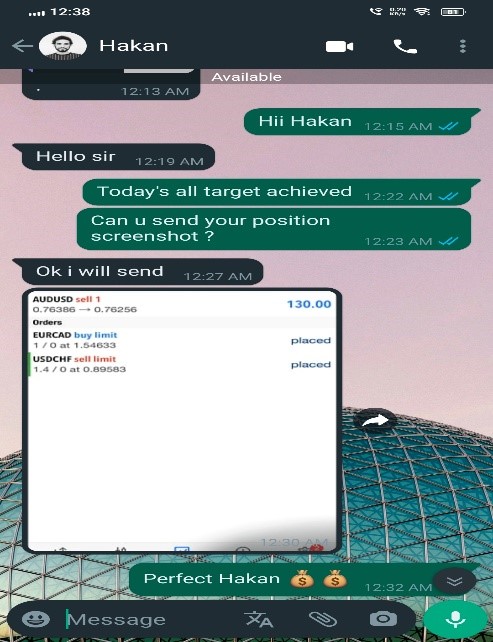 12:38
0.20
KB/s
81
Hakan
Available
12:13 AM
Hii Hakan 12:15 AM
Hello sir 12:19 AM
Today's all target achieved 12:22 AM
Can u send your position
screenshot ? 12:23 AM
Ok i will send 12:27 AM
AUDUSD sell 1
0.76386 → 0.76256 130.00
Orders
EURCAD buy limit
1 / 0 at 1.54633 placed
USDCHF sell limit
1.4 / 0 at 0.89583 placed
12:30 AM
Perfect Hakan 12:32 AM
Message